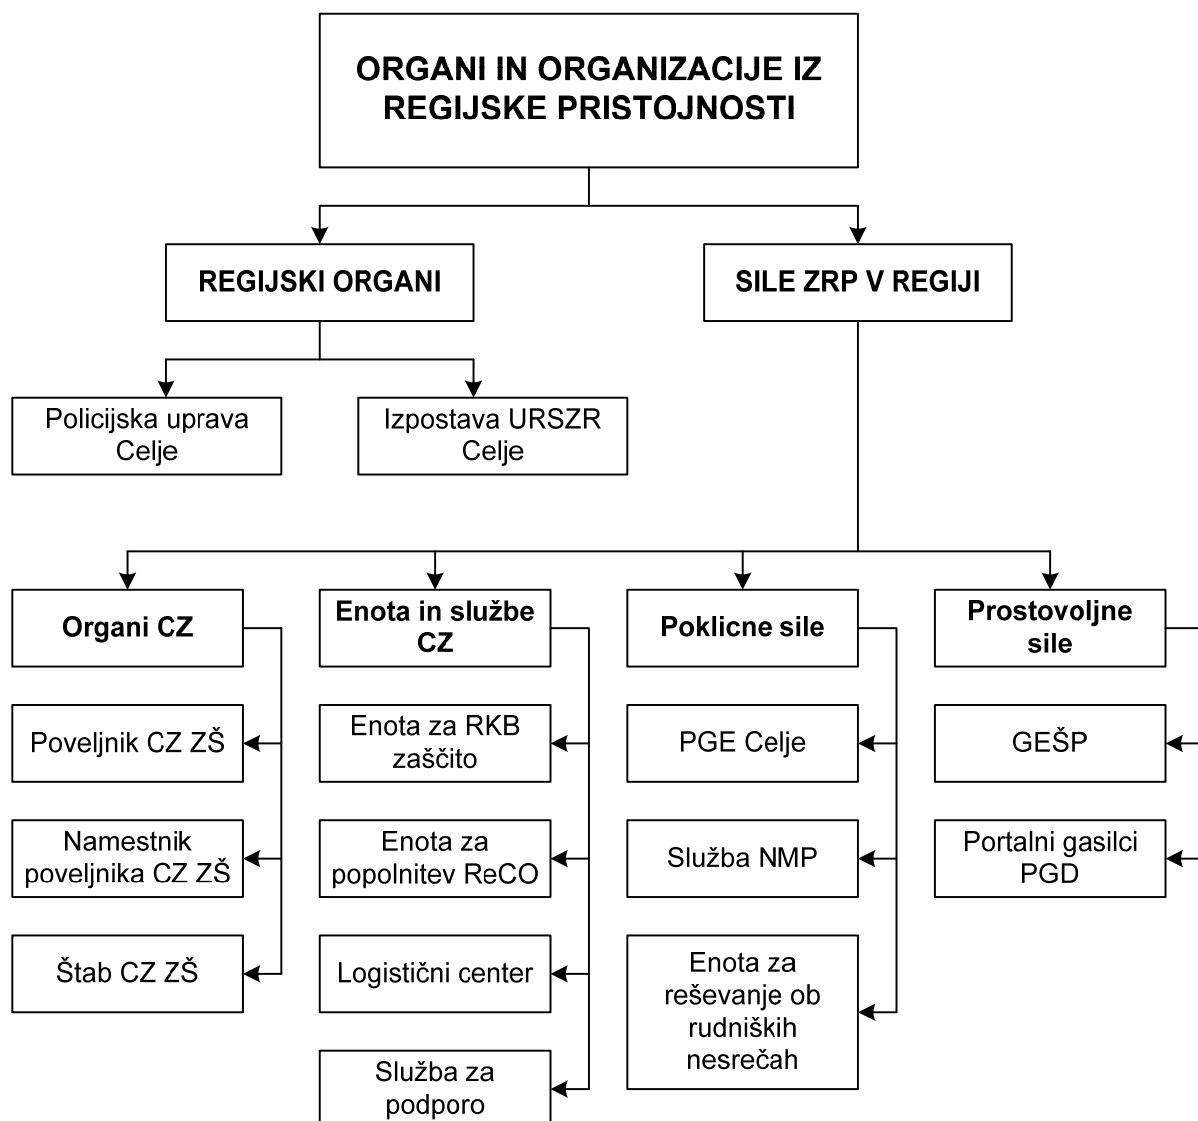 ORGANI IN ORGANIZACIJE IZ
REGIJSKE PRISTOJNOSTI
REGIJSKI ORGANI
SILE ZRP V REGIJI
Policijska uprava
Celje
Izpostava URSZR
Celje
Organi CZ
Enota in službe
CZ
Poklicne sile
Prostovoljne
sile
Poveljnik CZ ZŠ
Enota za RKB
zaščito
PGE Celje
GEŠP
Namestnik
poveljnika CZ ZŠ
Enota za
popolnitev ReCO
Služba NMP
Portalni gasilci
PGD
Štab CZ ZŠ
Logistični center
Enota za
reševanje ob
rudniških
nesrečah
Služba za
podporo